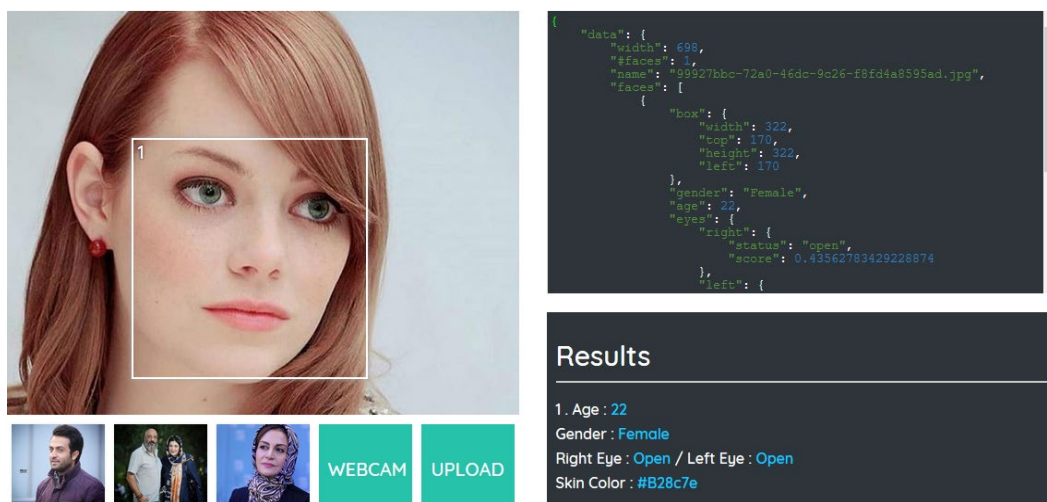 1
WEBCAM
UPLOAD
{
"data": {
"width": 698,
"#faces": 1,
"name": "99927bbc-72a0-46dc-9c26-f8fd4a8595ad.jpg",
"faces": [
{
"box": {
"width": 322,
"top": 170,
"height": 322,
"left": 170
},
"gender": "Female",
"age": 22,
"eyes": {
"right": {
"status": "open",
"score": 0.43562783429228874
},
"left": {
Results
1 . Age : 22
Gender : Female
Right Eye : Open / Left Eye : Open
Skin Color : #B28c7e